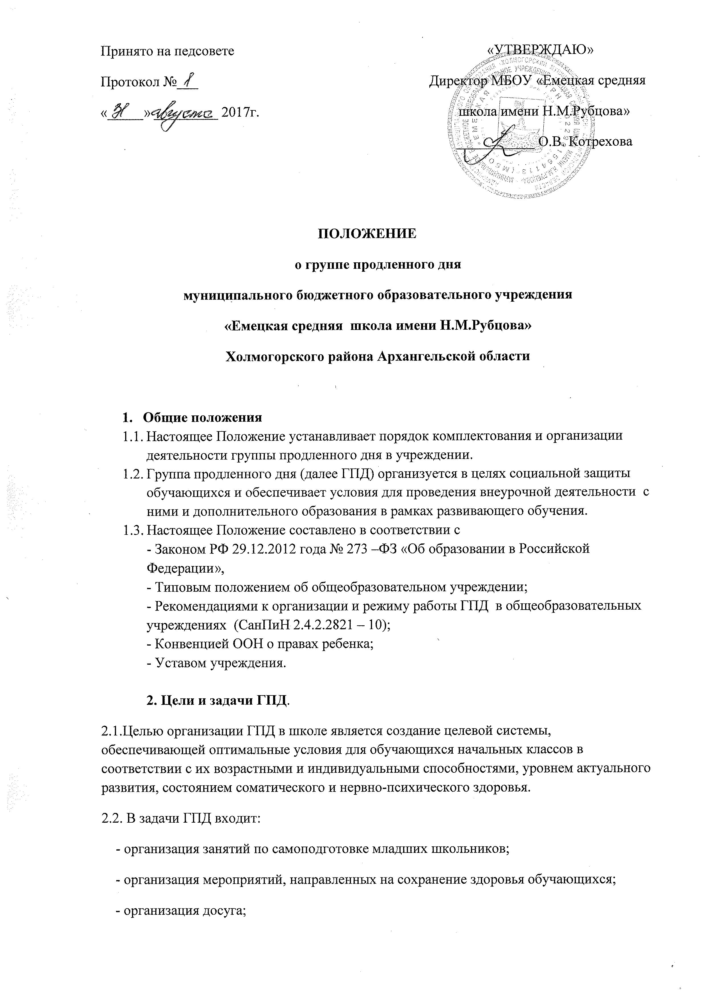 Принято на педсовете
«УТВЕРЖДАЮ»
Протокол № 1
Директор МБОУ «Емецкая средняя
«31» августа 2017г.
школа имени Н.М.Рубцова»
О.В. Котрехова
ПОЛОЖЕНИЕ
о группе продленного дня
муниципального бюджетного образовательного учреждения
«Емецкая средняя школа имени Н.М.Рубцова»
Холмогорского района Архангельской области
1. Общие положения
1.1. Настоящее Положение устанавливает порядок комплектования и организации
деятельности группы продленного дня в учреждении.
1.2. Группа продленного дня (далее ГПД) организуется в целях социальной защиты
обучающихся и обеспечивает условия для проведения внеурочной деятельности с
ними и дополнительного образования в рамках развивающего обучения.
1.3. Настоящее Положение составлено в соответствии с
- Законом РФ 29.12.2012 года № 273 –ФЗ «Об образовании в Российской
Федерации»,
- Типовым положением об общеобразовательном учреждении;
- Рекомендациями к организации и режиму работы ГПД в общеобразовательных
учреждениях (СанПиН 2.4.2.2821 – 10);
- Конвенцией ООН о правах ребенка;
- Уставом учреждения.
2. Цели и задачи ГПД.
2.1.Целью организации ГПД в школе является создание целевой системы,
обеспечивающей оптимальные условия для обучающихся начальных классов в
соответствии с их возрастными и индивидуальными способностями, уровнем актуального
развития, состоянием соматического и нервно-психического здоровья.
2.2. В задачи ГПД входит:
- организация занятий по самоподготовке младших школьников;
- организация мероприятий, направленных на сохранение здоровья обучающихся;
- организация досуга;